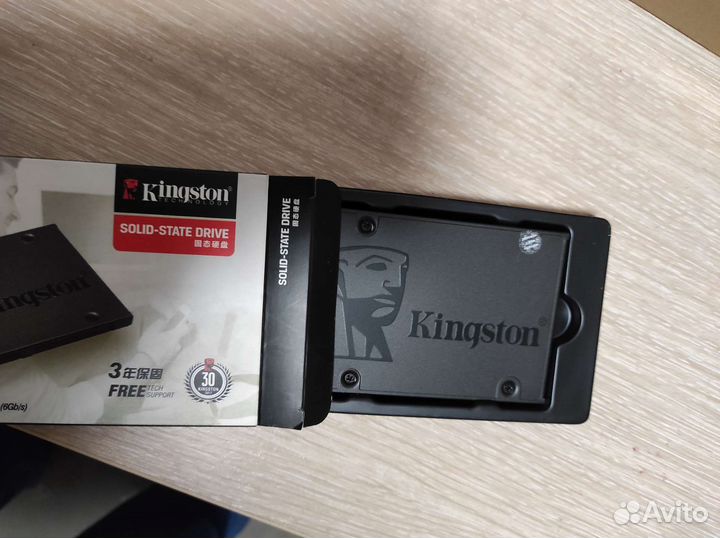 Kingston
TECHNOLOGY
SOLID-STATE DRIVE
固态硬盘
ingston
3年保固
FREE TECH SUPPORT
30
KINGSTON
(6Gb/s)
SOLID-STATE DRIVE
固态硬盘
Kingston
Avito